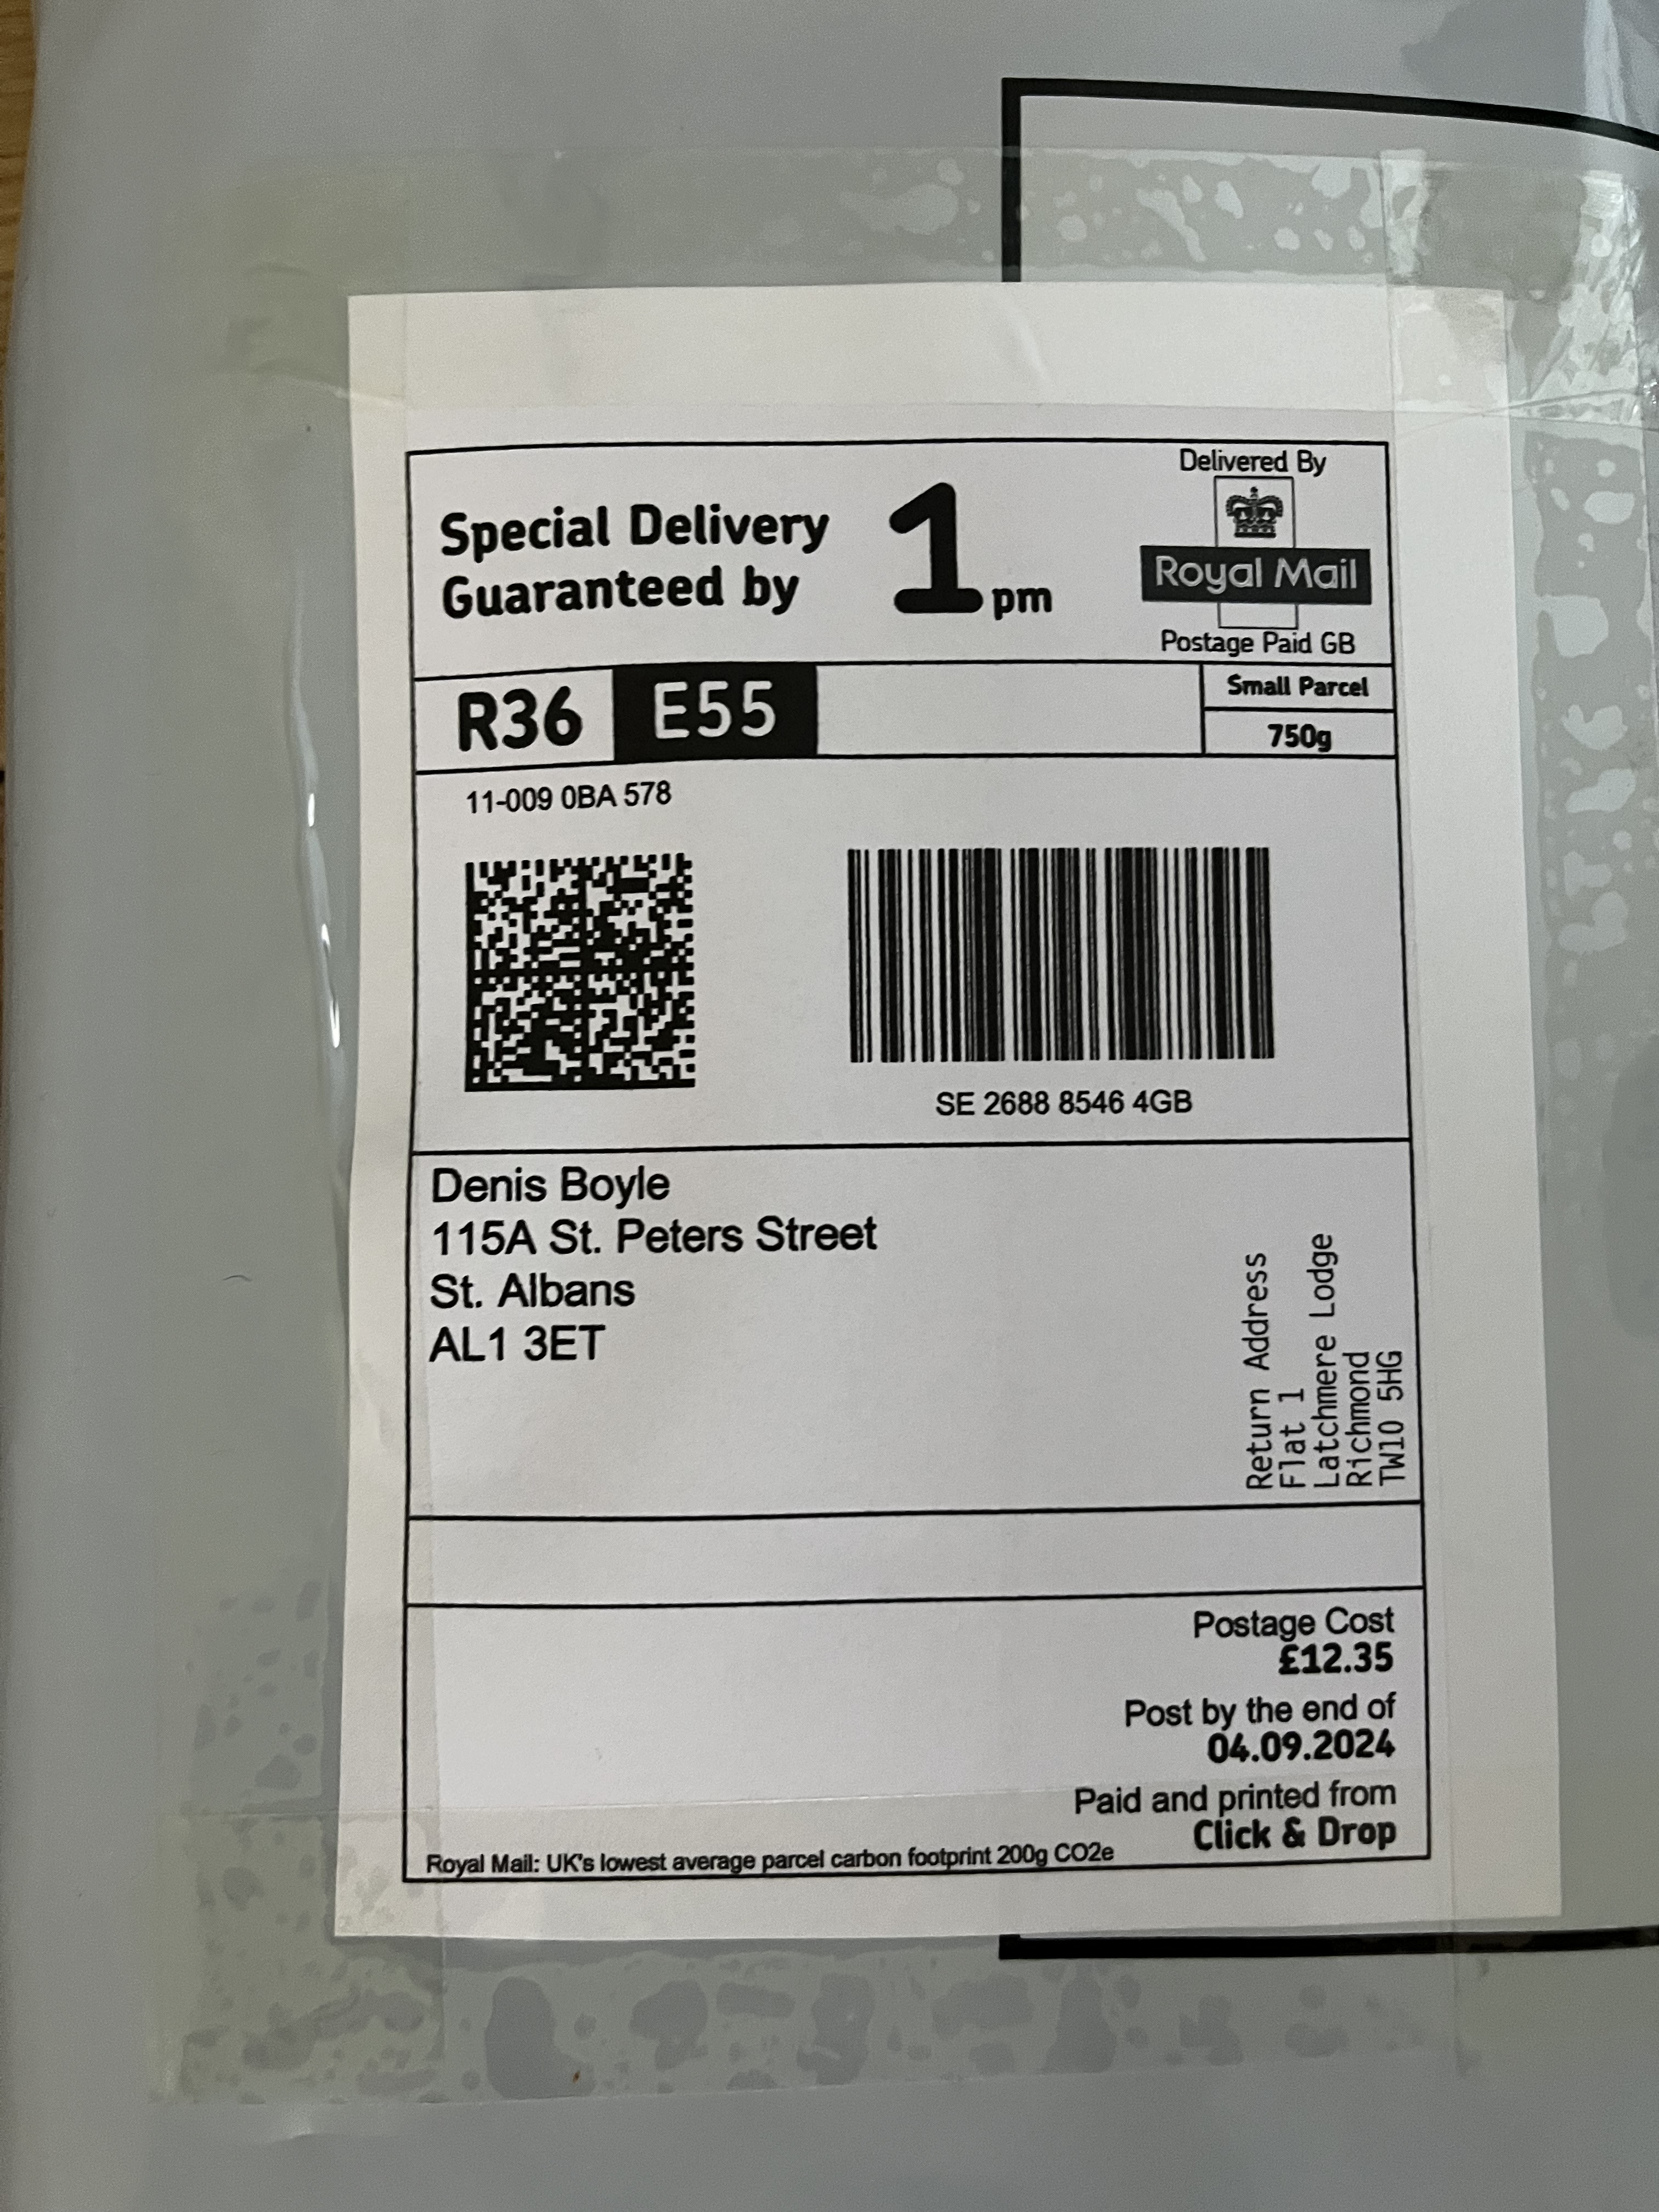 Special Delivery
Guaranteed by
1pm
Delivered By
Royal Mail
Postage Paid GB
R36
E55
Small Parcel
750g
11-009 0BA 578
SE 2688 8546 4GB
Denis Boyle
115A St. Peters Street
St. Albans
AL1 3ET
Return Address
Flat 1
Latchmere Lodge
Richmond
TW10 5HG
Postage Cost
£12.35
Post by the end of
04.09.2024
Paid and printed from
Click & Drop
Royal Mail: UK's lowest average parcel carbon footprint 200g CO2e